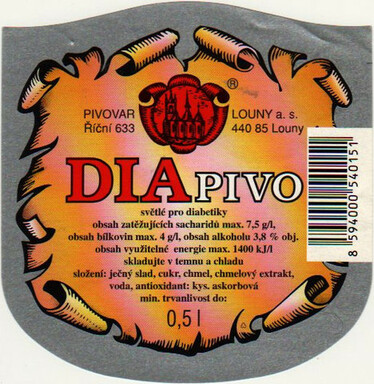 ®
PIVOVAR LOUNY a. s.
Říční 633 440 85 Louny
DIA PIVO
světlé pro diabetiky
obsah zatěžujících sacharidů max. 7,5 g/l,
obsah bílkovin max. 4 g/l, obsah alkoholu 3,8 % obj.
obsah využitelné energie max. 1400 kJ/l
skladujte v temnu a chladu
složení: ječný slad, cukr, chmel, chmelový extrakt,
voda, antioxidant: kys. askorbová
min. trvanlivost do:
0,5 l
8 594000 540151